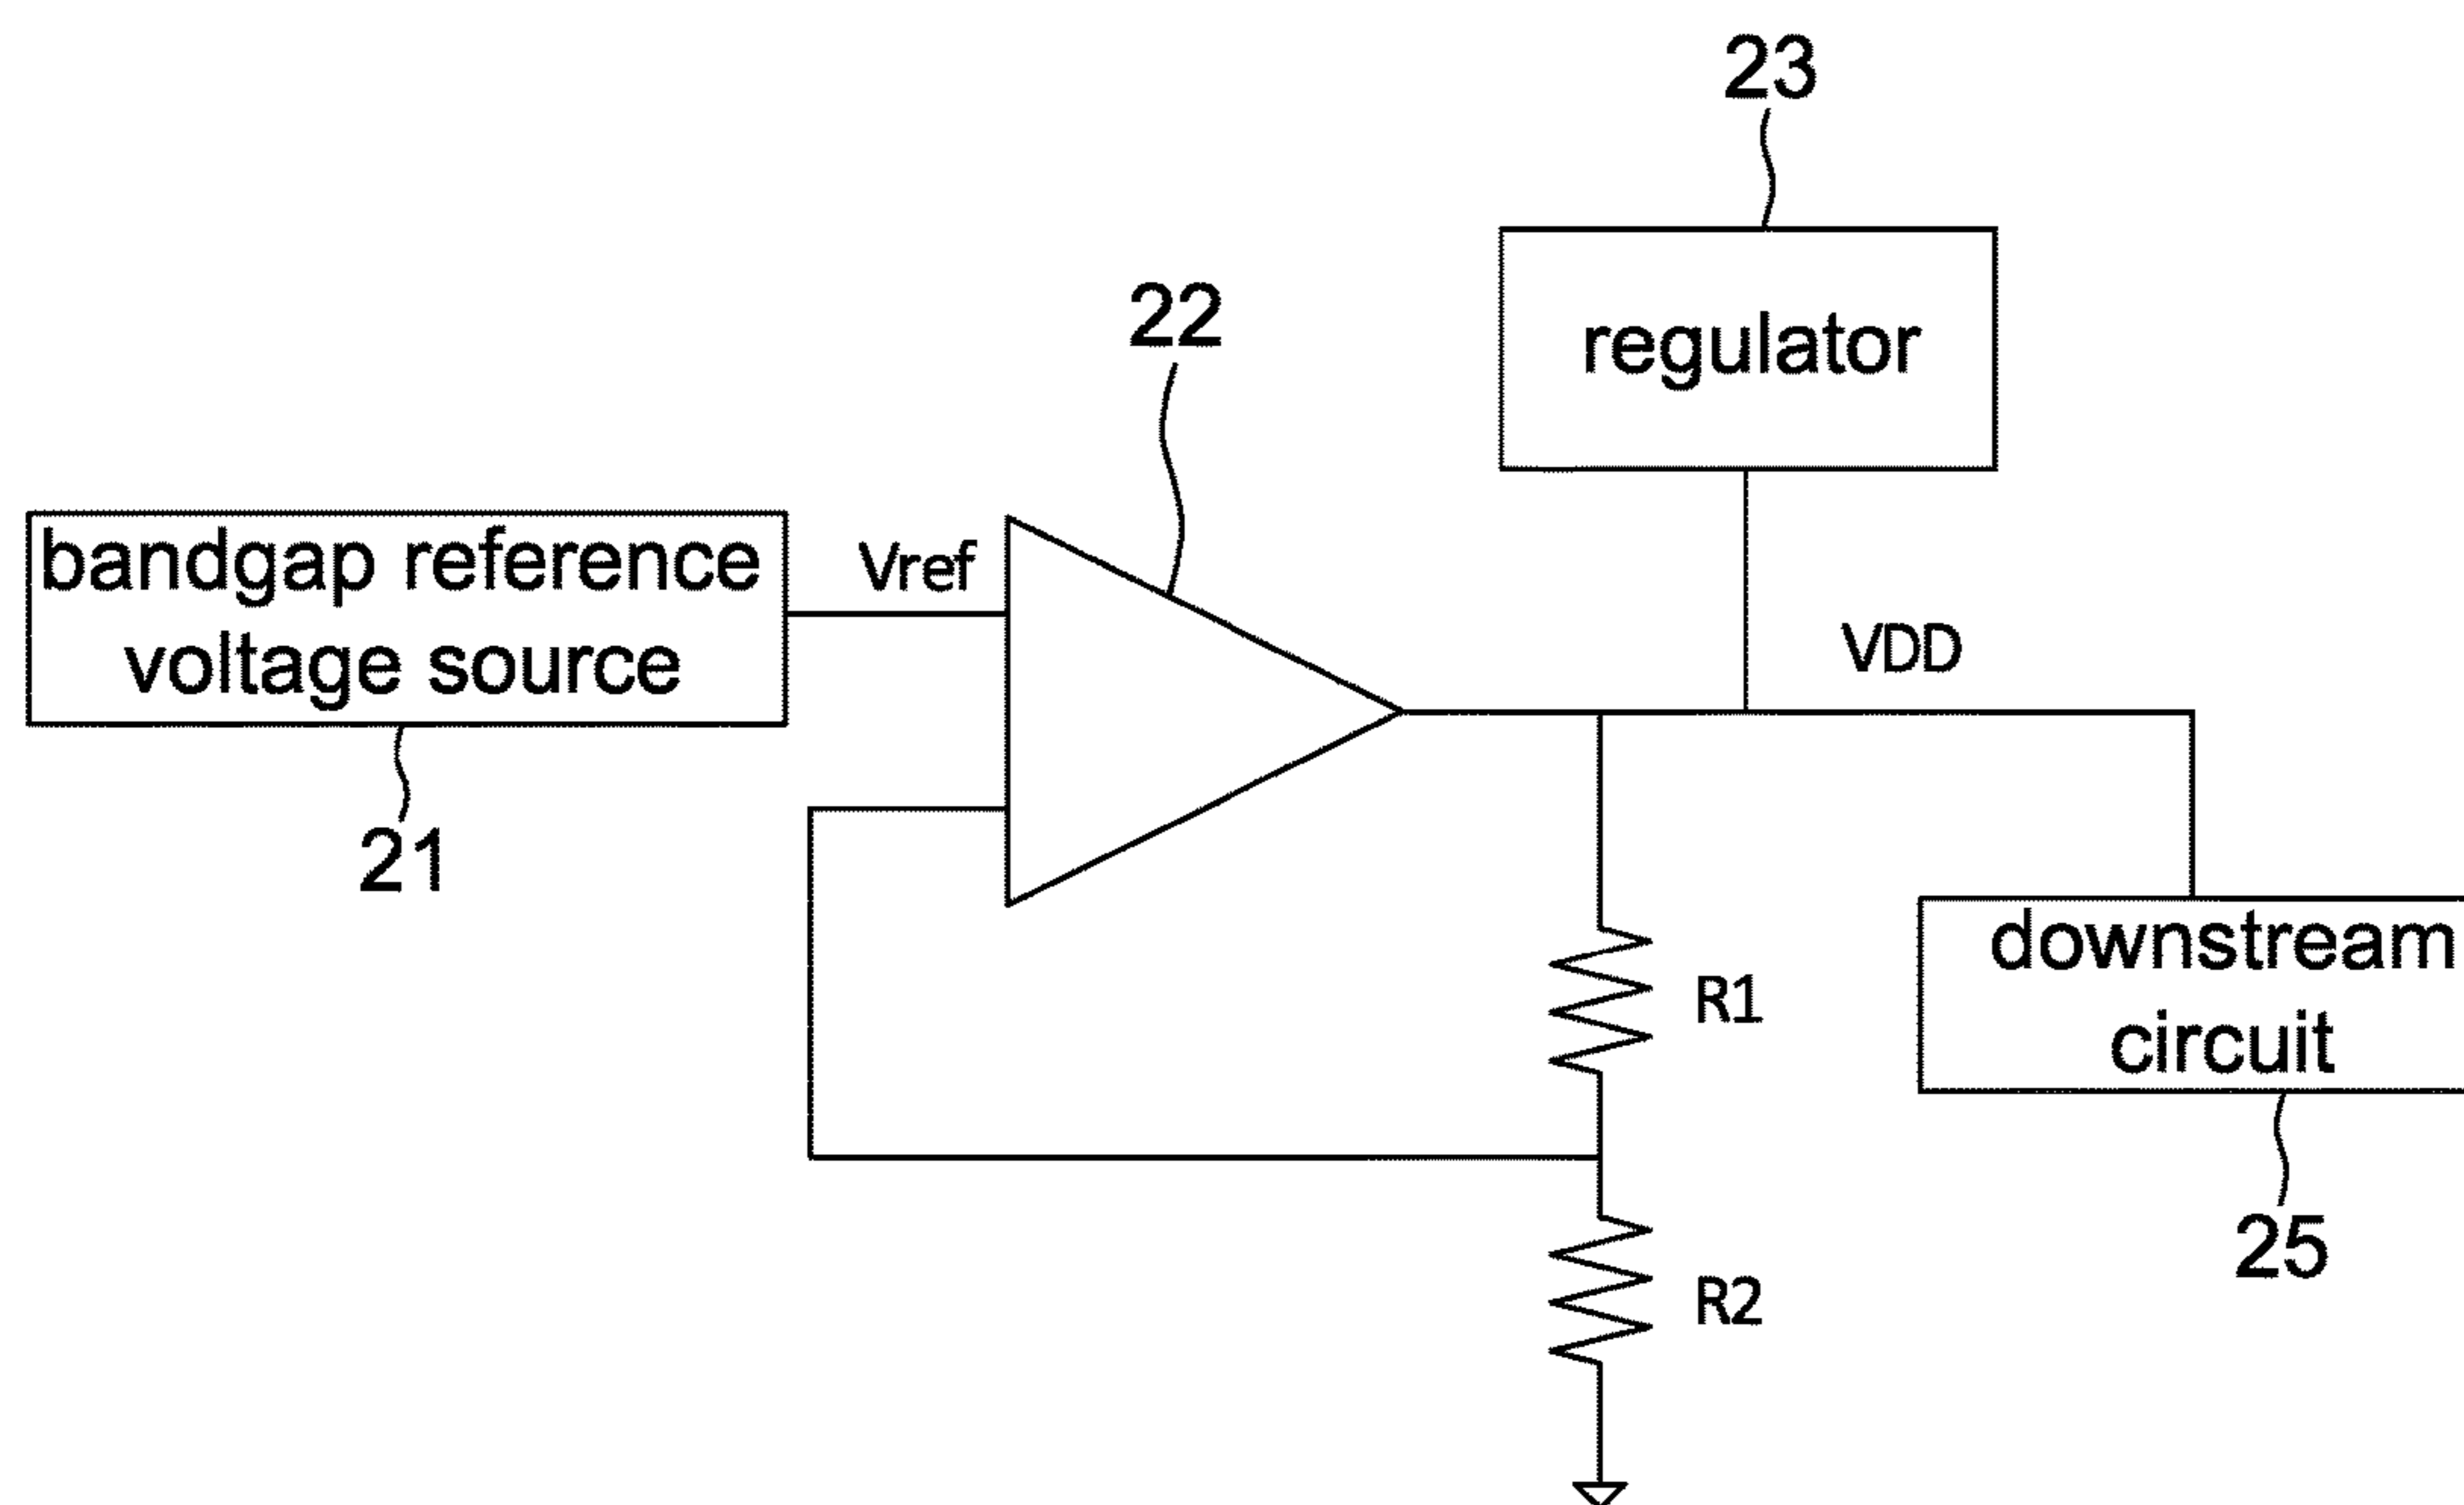 23
regulator
22
bandgap reference
voltage source
Vref
VDD
21
downstream
circuit
R1
25
R2